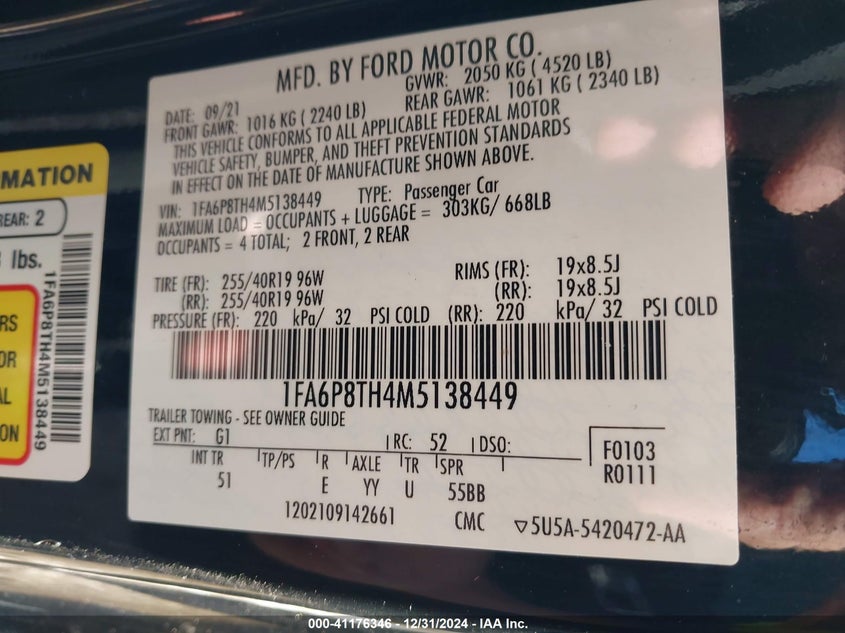 MFD. BY FORD MOTOR CO.
DATE: 09/21 GVWR: 2050 KG ( 4520 LB)
FRONT GAWR: 1016 KG ( 2240 LB) REAR GAWR: 1061 KG ( 2340 LB)
THIS VEHICLE CONFORMS TO ALL APPLICABLE FEDERAL MOTOR
VEHICLE SAFETY, BUMPER, AND THEFT PREVENTION STANDARDS
IN EFFECT ON THE DATE OF MANUFACTURE SHOWN ABOVE.
VIN: 1FA6P8TH4M5138449 TYPE: Passenger Car
MAXIMUM LOAD = OCCUPANTS + LUGGAGE = 303KG/ 668LB
OCCUPANTS = 4 TOTAL; 2 FRONT, 2 REAR
TIRE (FR): 255/40R19 96W RIMS (FR): 19x8.5J
(RR): 255/40R19 96W (RR): 19x8.5J
PRESSURE (FR): 220 kPa/ 32 PSI COLD (RR): 220 kPa/ 32 PSI COLD
1FA6P8TH4M5138449
TRAILER TOWING - SEE OWNER GUIDE
EXT PNT: G1 RC: 52 DSO: F0103
INT TR TP/PS R AXLE TR SPR R0111
51 E YY U 55BB
1202109142661 CMC 5U5A-5420472-AA
MATION
REAR: 2
lbs.
1FA6P8TH4M5138449
RS
OR
AL
ON
000-41176346 - 12/31/2024 - IAA Inc.